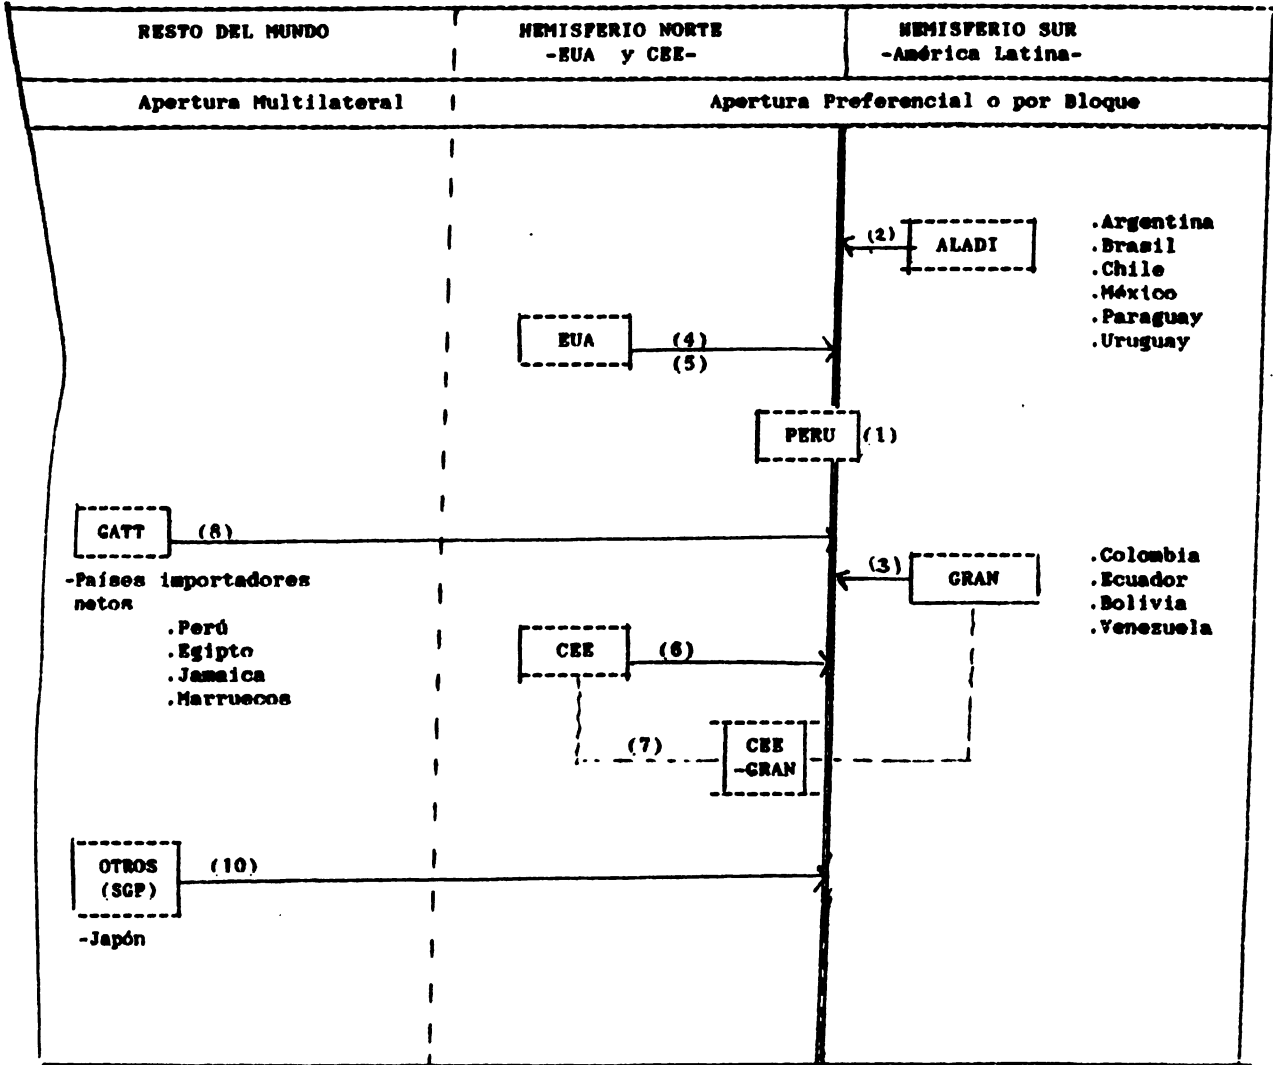 RESTO DEL MUNDO
HEMISFERIO NORTE
-EUA y CEE-
HEMISFERIO SUR
-América Latina-
Apertura Multilateral
Apertura Preferencial o por Bloque
(2)
ALADI
.Argentina
.Brasil
.Chile
.México
.Paraguay
.Uruguay
EUA
(4)
(5)
PERU
(1)
GATT
(8)
-Países importadores
netos
.Perú
.Egipto
.Jamaica
.Marruecos
(3)
GRAN
.Colombia
.Ecuador
.Bolivia
.Venezuela
CEE
(6)
(7)
CEE
-GRAN
OTROS
(SGP)
(10)
-Japón